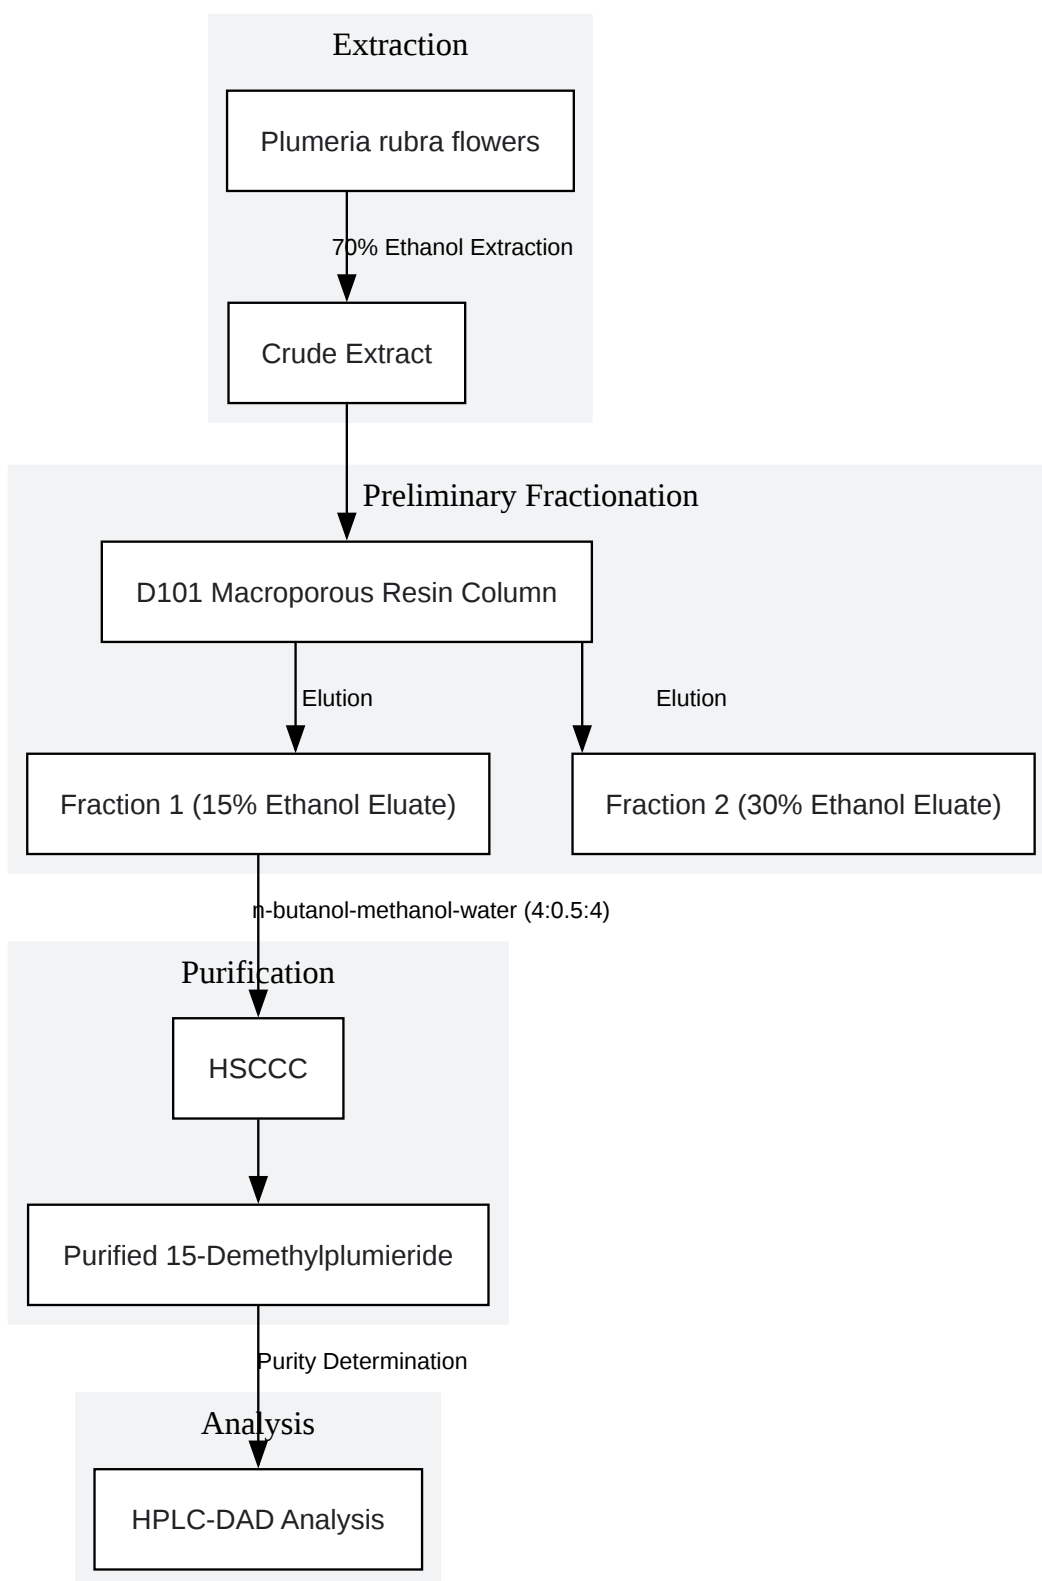 Extraction
Plumeria rubra flowers
70% Ethanol Extraction
Crude Extract
Preliminary Fractionation
D101 Macroporous Resin Column
Elution
Elution
Fraction 1 (15% Ethanol Eluate)
Fraction 2 (30% Ethanol Eluate)
n-butanol-methanol-water (4:0.5:4)
Purification
HSCCC
Purified 15-Demethylplumieride
Purity Determination
Analysis
HPLC-DAD Analysis